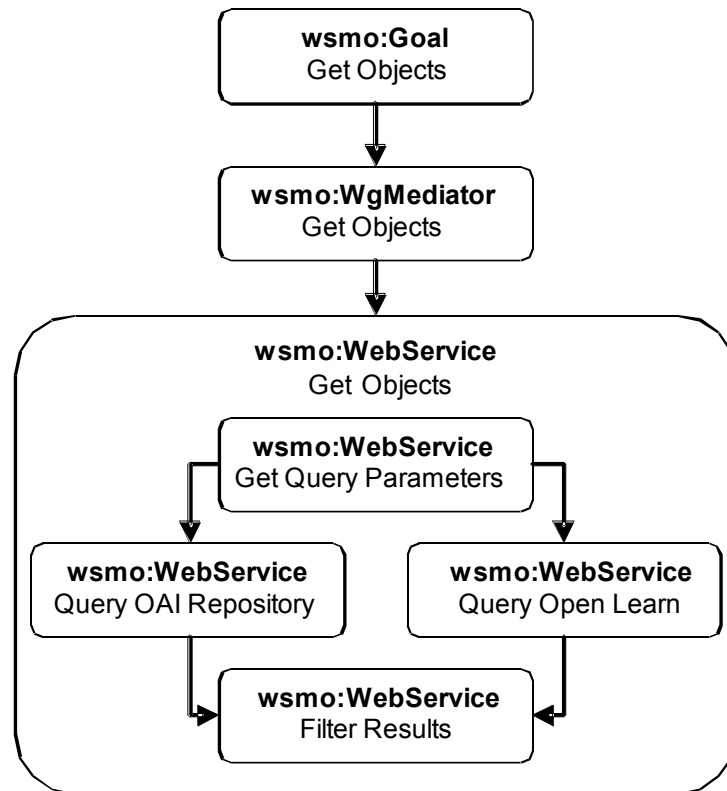 wsmo:Goal
Get Objects
wsmo:WgMediator
Get Objects
wsmo:WebService
Get Objects
wsmo:WebService
Get Query Parameters
wsmo:WebService
Query OAI Repository
wsmo:WebService
Query Open Learn
wsmo:WebService
Filter Results